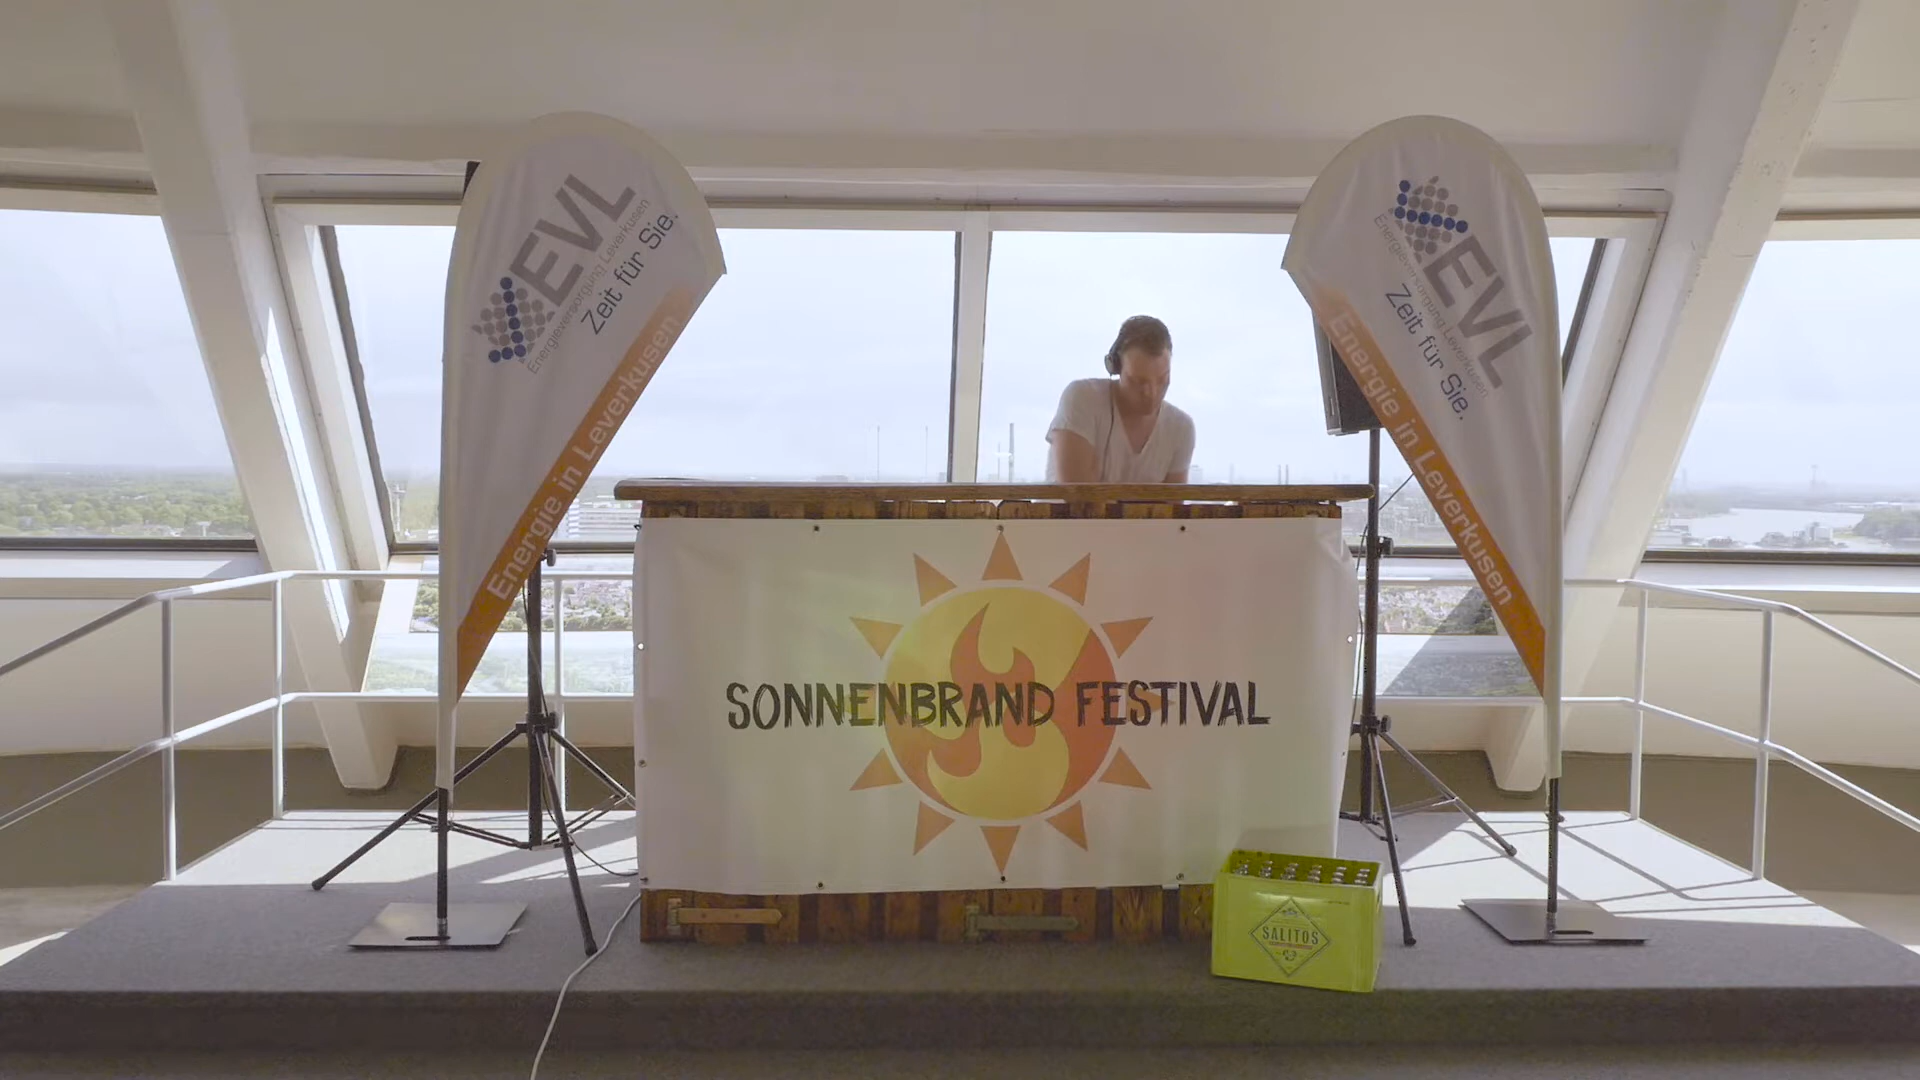 EVL
Energieversorgung Leverkusen
Zeit für Sie.
Energie in Leverkusen
EVL
Energieversorgung Leverkusen
Zeit für Sie.
Energie in Leverkusen
SONNENBRAND FESTIVAL
SALITOS